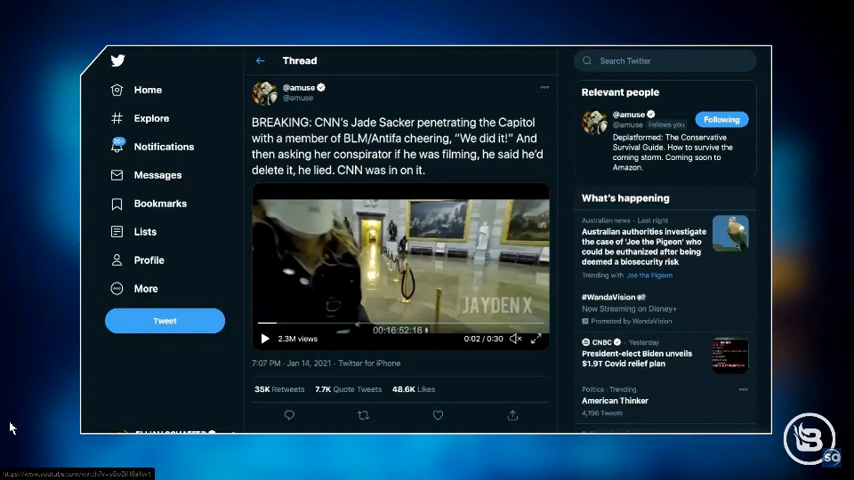 Thread
Search Twitter
Home
Explore
20+
Notifications
Messages
Bookmarks
Lists
Profile
More
Tweet
@amuse
@amuse
BREAKING: CNN's Jade Sacker penetrating the Capitol
with a member of BLM/Antifa cheering, "We did it!" And
then asking her conspirator if he was filming, he said he'd
delete it, he lied. CNN was in on it.
JAYDEN X
00:16:52:16
2.3M views
0:02 / 0:30
7:07 PM · Jan 14, 2021 · Twitter for iPhone
35K Retweets 7.7K Quote Tweets 48.6K Likes
Relevant people
@amuse
@amuse Follows you
Following
Deplatformed: The Conservative
Survival Guide. How to survive the
coming storm. Coming soon to
Amazon.
What's happening
Australian news · Last night
Australian authorities investigate
the case of 'Joe the Pigeon' who
could be euthanized after being
deemed a biosecurity risk
Trending with Joe the Pigeon
#WandaVision
Now Streaming on Disney+
Promoted by WandaVision
CNBC · Yesterday
President-elect Biden unveils
$1.9T Covid relief plan
Politics · Trending
American Thinker
4,196 Tweets
ELIJAH SCHAFFER
B
SO